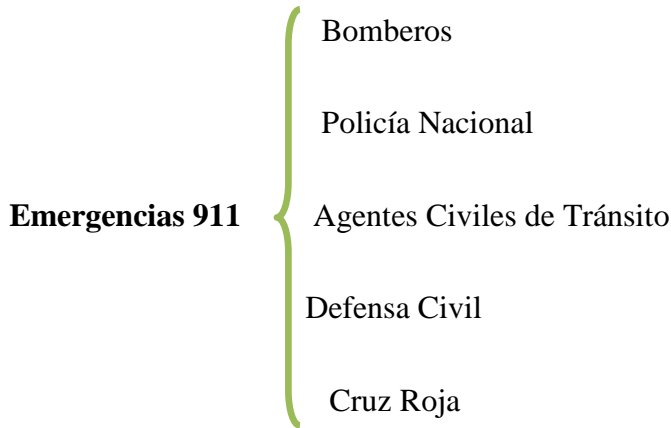 Bomberos
Policía Nacional
Emergencias 911
Agentes Civiles de Tránsito
Defensa Civil
Cruz Roja